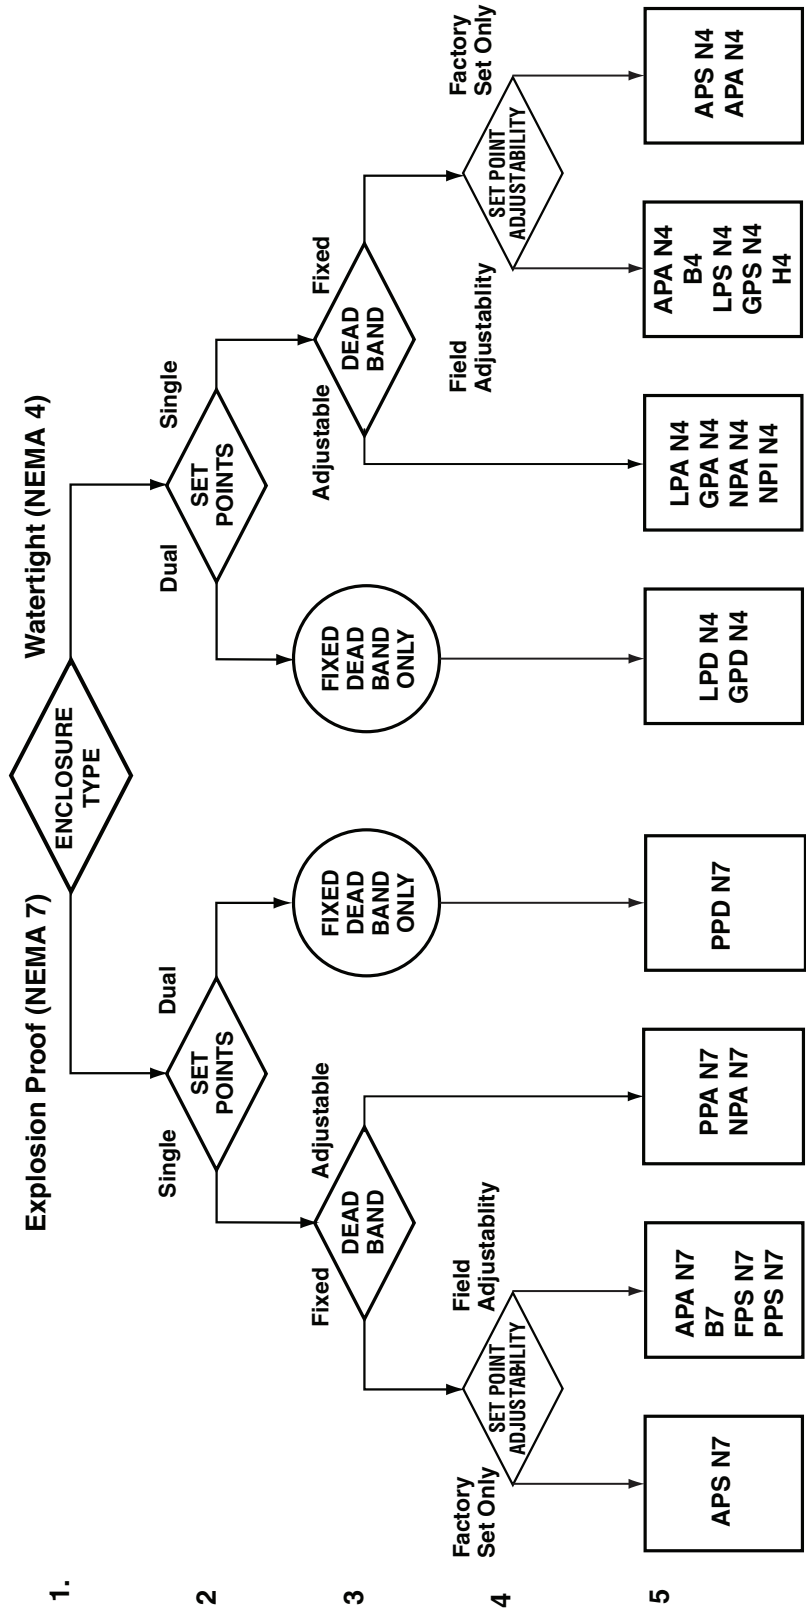 1.
Explosion Proof (NEMA 7)
ENCLOSURE
TYPE
Watertight (NEMA 4)
2
Single
SET
POINTS
Dual
Dual
SET
POINTS
Single
3
Fixed
DEAD
BAND
Adjustable
FIXED
DEAD
BAND
ONLY
FIXED
DEAD
BAND
ONLY
Adjustable
DEAD
BAND
Fixed
4
Factory
Set Only
SET POINT
ADJUSTABILITY
Field
Adjustablity
Field
Adjustablity
SET POINT
ADJUSTABILITY
Factory
Set Only
5
APS N7
APA N7
B7
FPS N7
PPS N7
PPA N7
NPA N7
PPD N7
LPD N4
GPD N4
LPA N4
GPA N4
NPA N4
NPI N4
APA N4
B4
LPS N4
GPS N4
H4
APS N4
APA N4